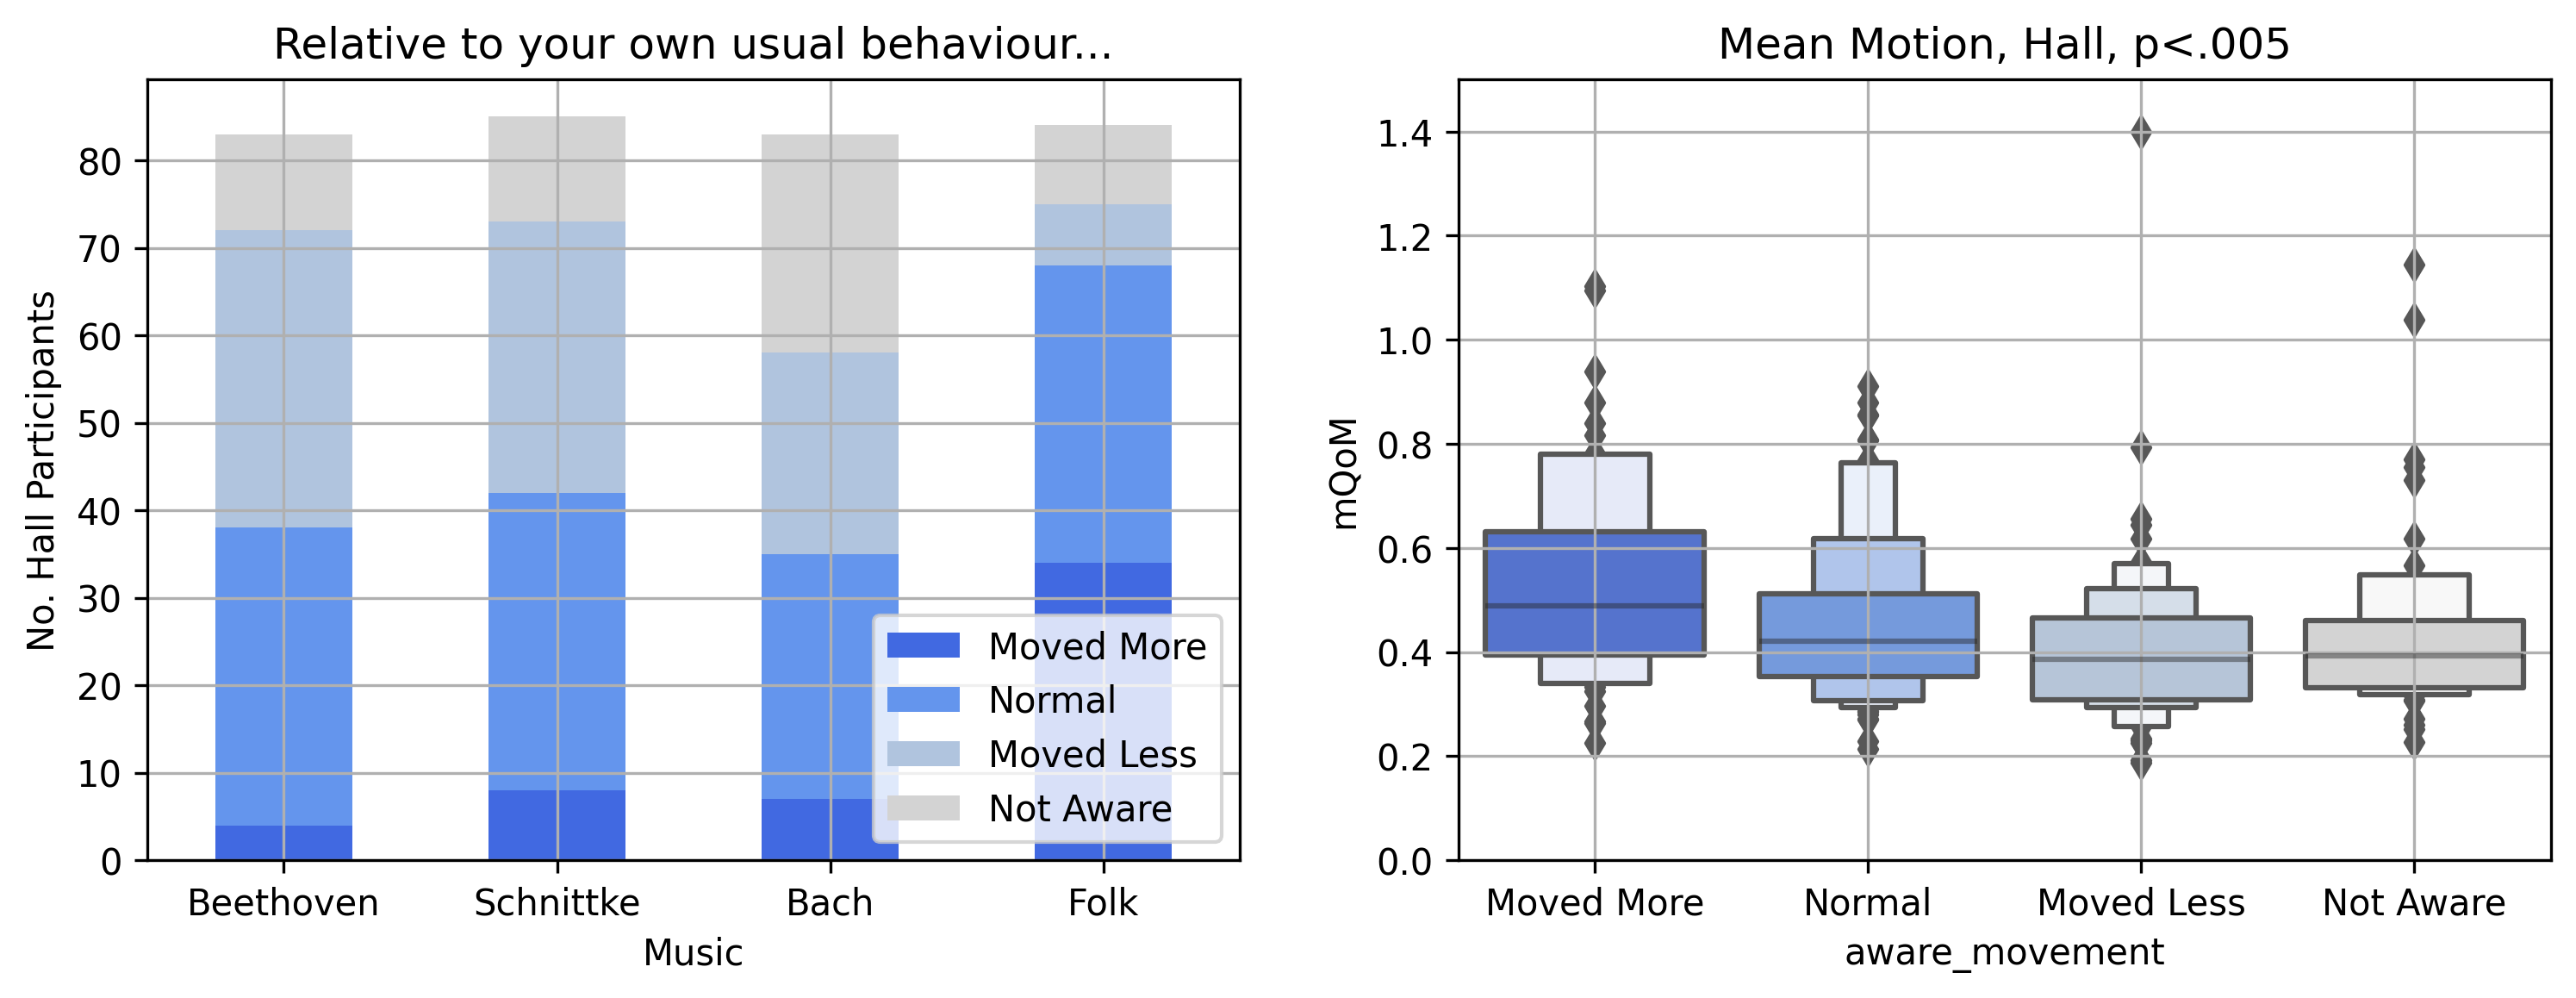 Relative to your own usual behaviour...
No. Hall Participants
80
70
60
50
40
30
20
10
0
Moved More
Normal
Moved Less
Not Aware
Beethoven Schnittke Bach Folk
Music
Mean Motion, Hall, p<.005
mQoM
1.4
1.2
1.0
0.8
0.6
0.4
0.2
0.0
Moved More Normal Moved Less Not Aware
aware_movement